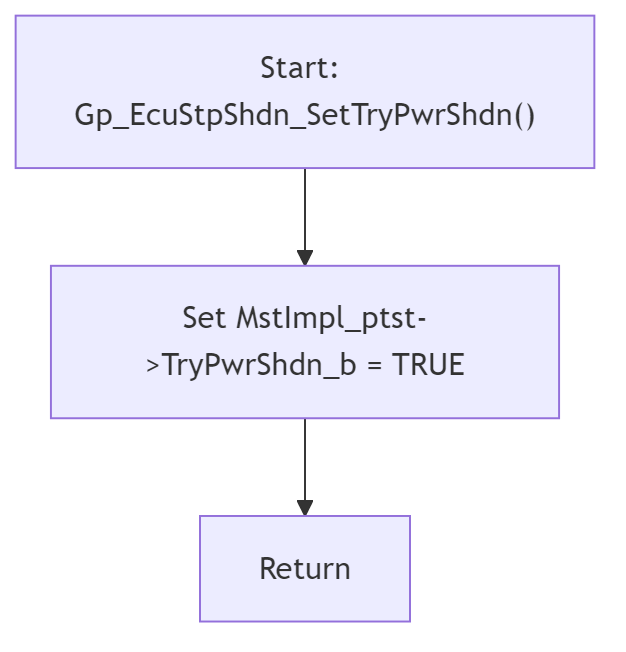 Start:
Gp_EcuStpShdn_SetTryPwrShdn()
Set MstImpl_ptst-
>TryPwrShdn_b = TRUE
Return